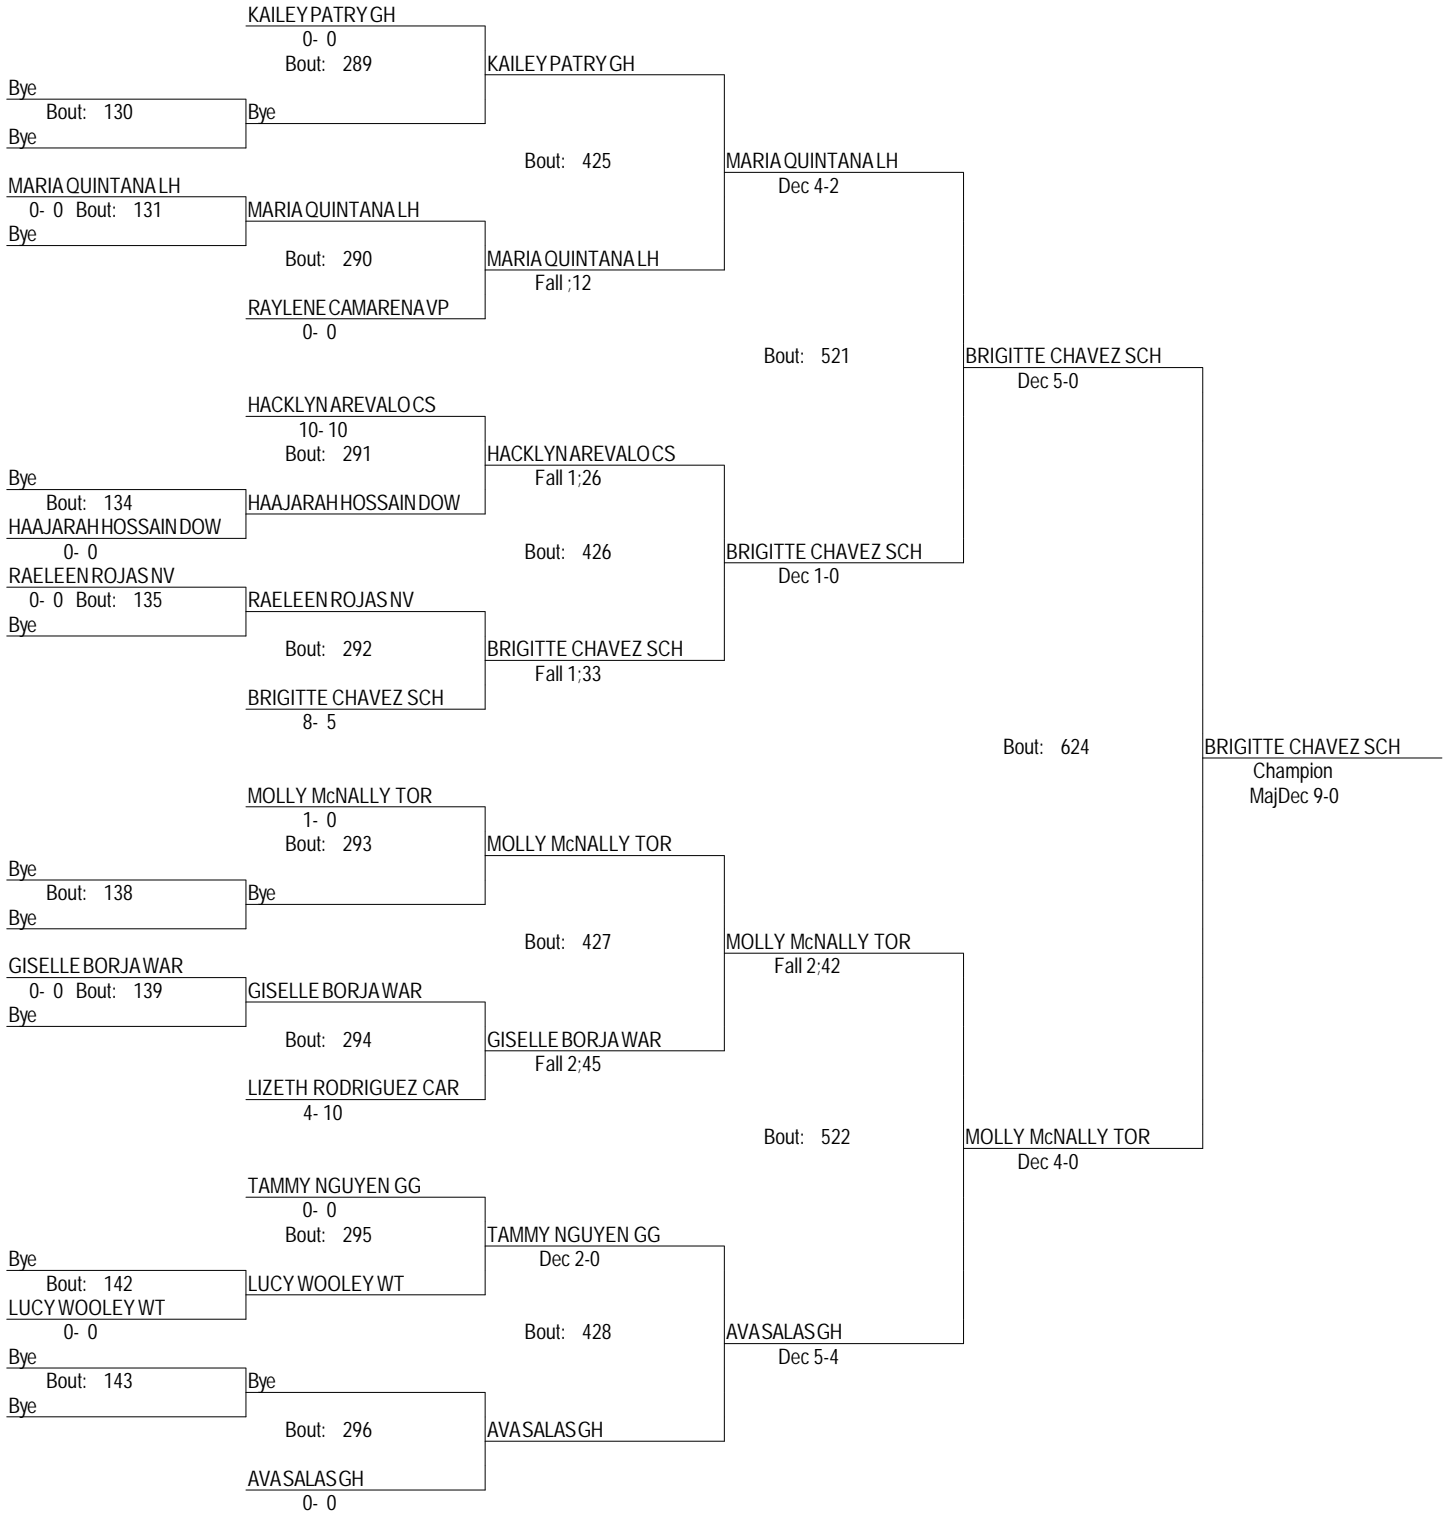 KAILEY PATRY GH
0- 0
Bout: 289 KAILEY PATRY GH
Bye
Bout: 130 Bye
Bye
Bout: 425 MARIA QUINTANA LH
MARIA QUINTANA LH Dec 4-2
0- 0 Bout: 131 MARIA QUINTANA LH
Bye
Bout: 290 MARIA QUINTANA LH
Fall ;12
RAYLENE CAMARENA VP
0- 0
Bout: 521 BRIGITTE CHAVEZ SCH
Dec 5-0
HACKLYN AREVALO CS
10- 10
Bout: 291 HACKLYN AREVALO CS
Bye Fall 1;26
Bout: 134 HAAJARAH HOSSAIN DOW
HAAJARAH HOSSAIN DOW
0- 0 Bout: 426 BRIGITTE CHAVEZ SCH
RAELEEN ROJAS NV Dec 1-0
0- 0 Bout: 135 RAELEEN ROJAS NV
Bye
Bout: 292 BRIGITTE CHAVEZ SCH
Fall 1;33
BRIGITTE CHAVEZ SCH
8- 5
Bout: 624 BRIGITTE CHAVEZ SCH
Champion
MajDec 9-0
MOLLY McNALLY TOR
1- 0
Bout: 293 MOLLY McNALLY TOR
Bye
Bout: 138 Bye
Bye
Bout: 427 MOLLY McNALLY TOR
GISELLE BORJA WAR Fall 2;42
0- 0 Bout: 139 GISELLE BORJA WAR
Bye
Bout: 294 GISELLE BORJA WAR
Fall 2;45
LIZETH RODRIGUEZ CAR
4- 10
Bout: 522 MOLLY McNALLY TOR
Dec 4-0
TAMMY NGUYEN GG
0- 0
Bout: 295 TAMMY NGUYEN GG
Bye Dec 2-0
Bout: 142 LUCY WOOLEY WT
LUCY WOOLEY WT
0- 0 Bout: 428 AVA SALAS GH
Bye Dec 5-4
Bout: 143 Bye
Bye
Bout: 296 AVA SALAS GH
AVA SALAS GH
0- 0